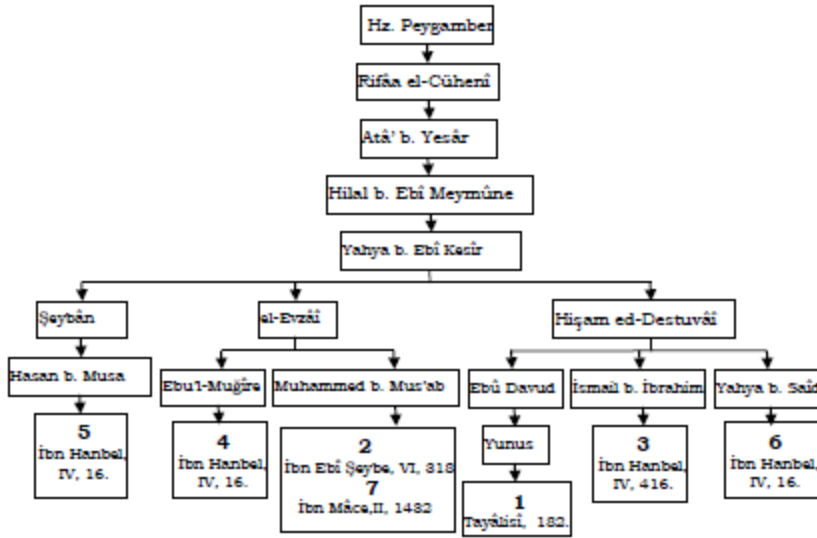 Hz. Peygamber
Rifâa el-Cühenî
Atâ' b. Yesâr
Hilal b. Ebî Meymûne
Yahya b. Ebî Kesîr
Şeybân
el-Evzâî
Hişam ed-Destuvâî
Hasan b. Musa
Ebu'l-Muğîre
Muhammed b. Mus'ab
Ebû Davud
İsmail b. İbrahim
Yahya b. Saîd
5
İbn Hanbel,
IV, 16.
4
İbn Hanbel,
IV, 16.
2
İbn Ebî Şeybe, VI, 318
7
İbn Mâce,II, 1432
Yunus
1
Tayâlisî, 182.
3
İbn Hanbel,
IV, 416.
6
İbn Hanbel,
IV, 16.